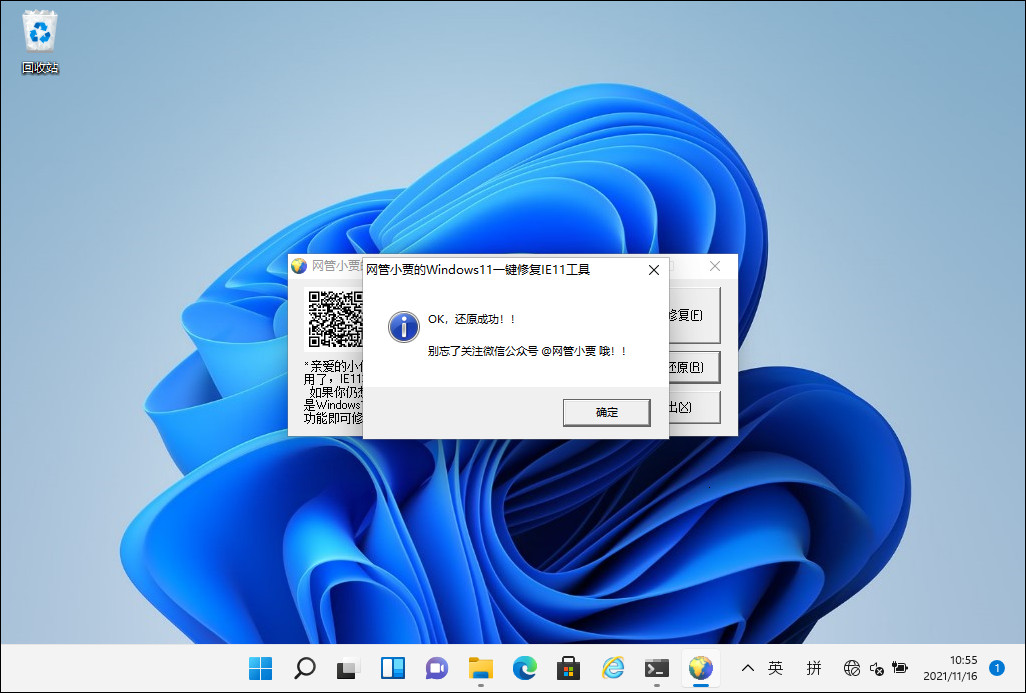 回收站
网管小贾的
网管小贾的Windows11一键修复IE11工具
OK，还原成功！！
别忘了关注微信公众号 @网管小贾 哦！！
确定
修复(F)
还原(R)
出(X)
*亲爱的小
用了，IE11
如果你仍
是Windows
功能即可修
英
拼
10:55
2021/11/16
1